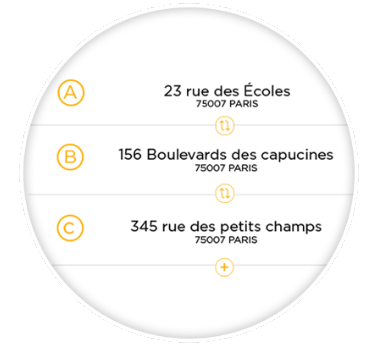 A
23 rue des Écoles
75007 PARIS
B
156 Boulevards des capucines
75007 PARIS
C
345 rue des petits champs
75007 PARIS
+